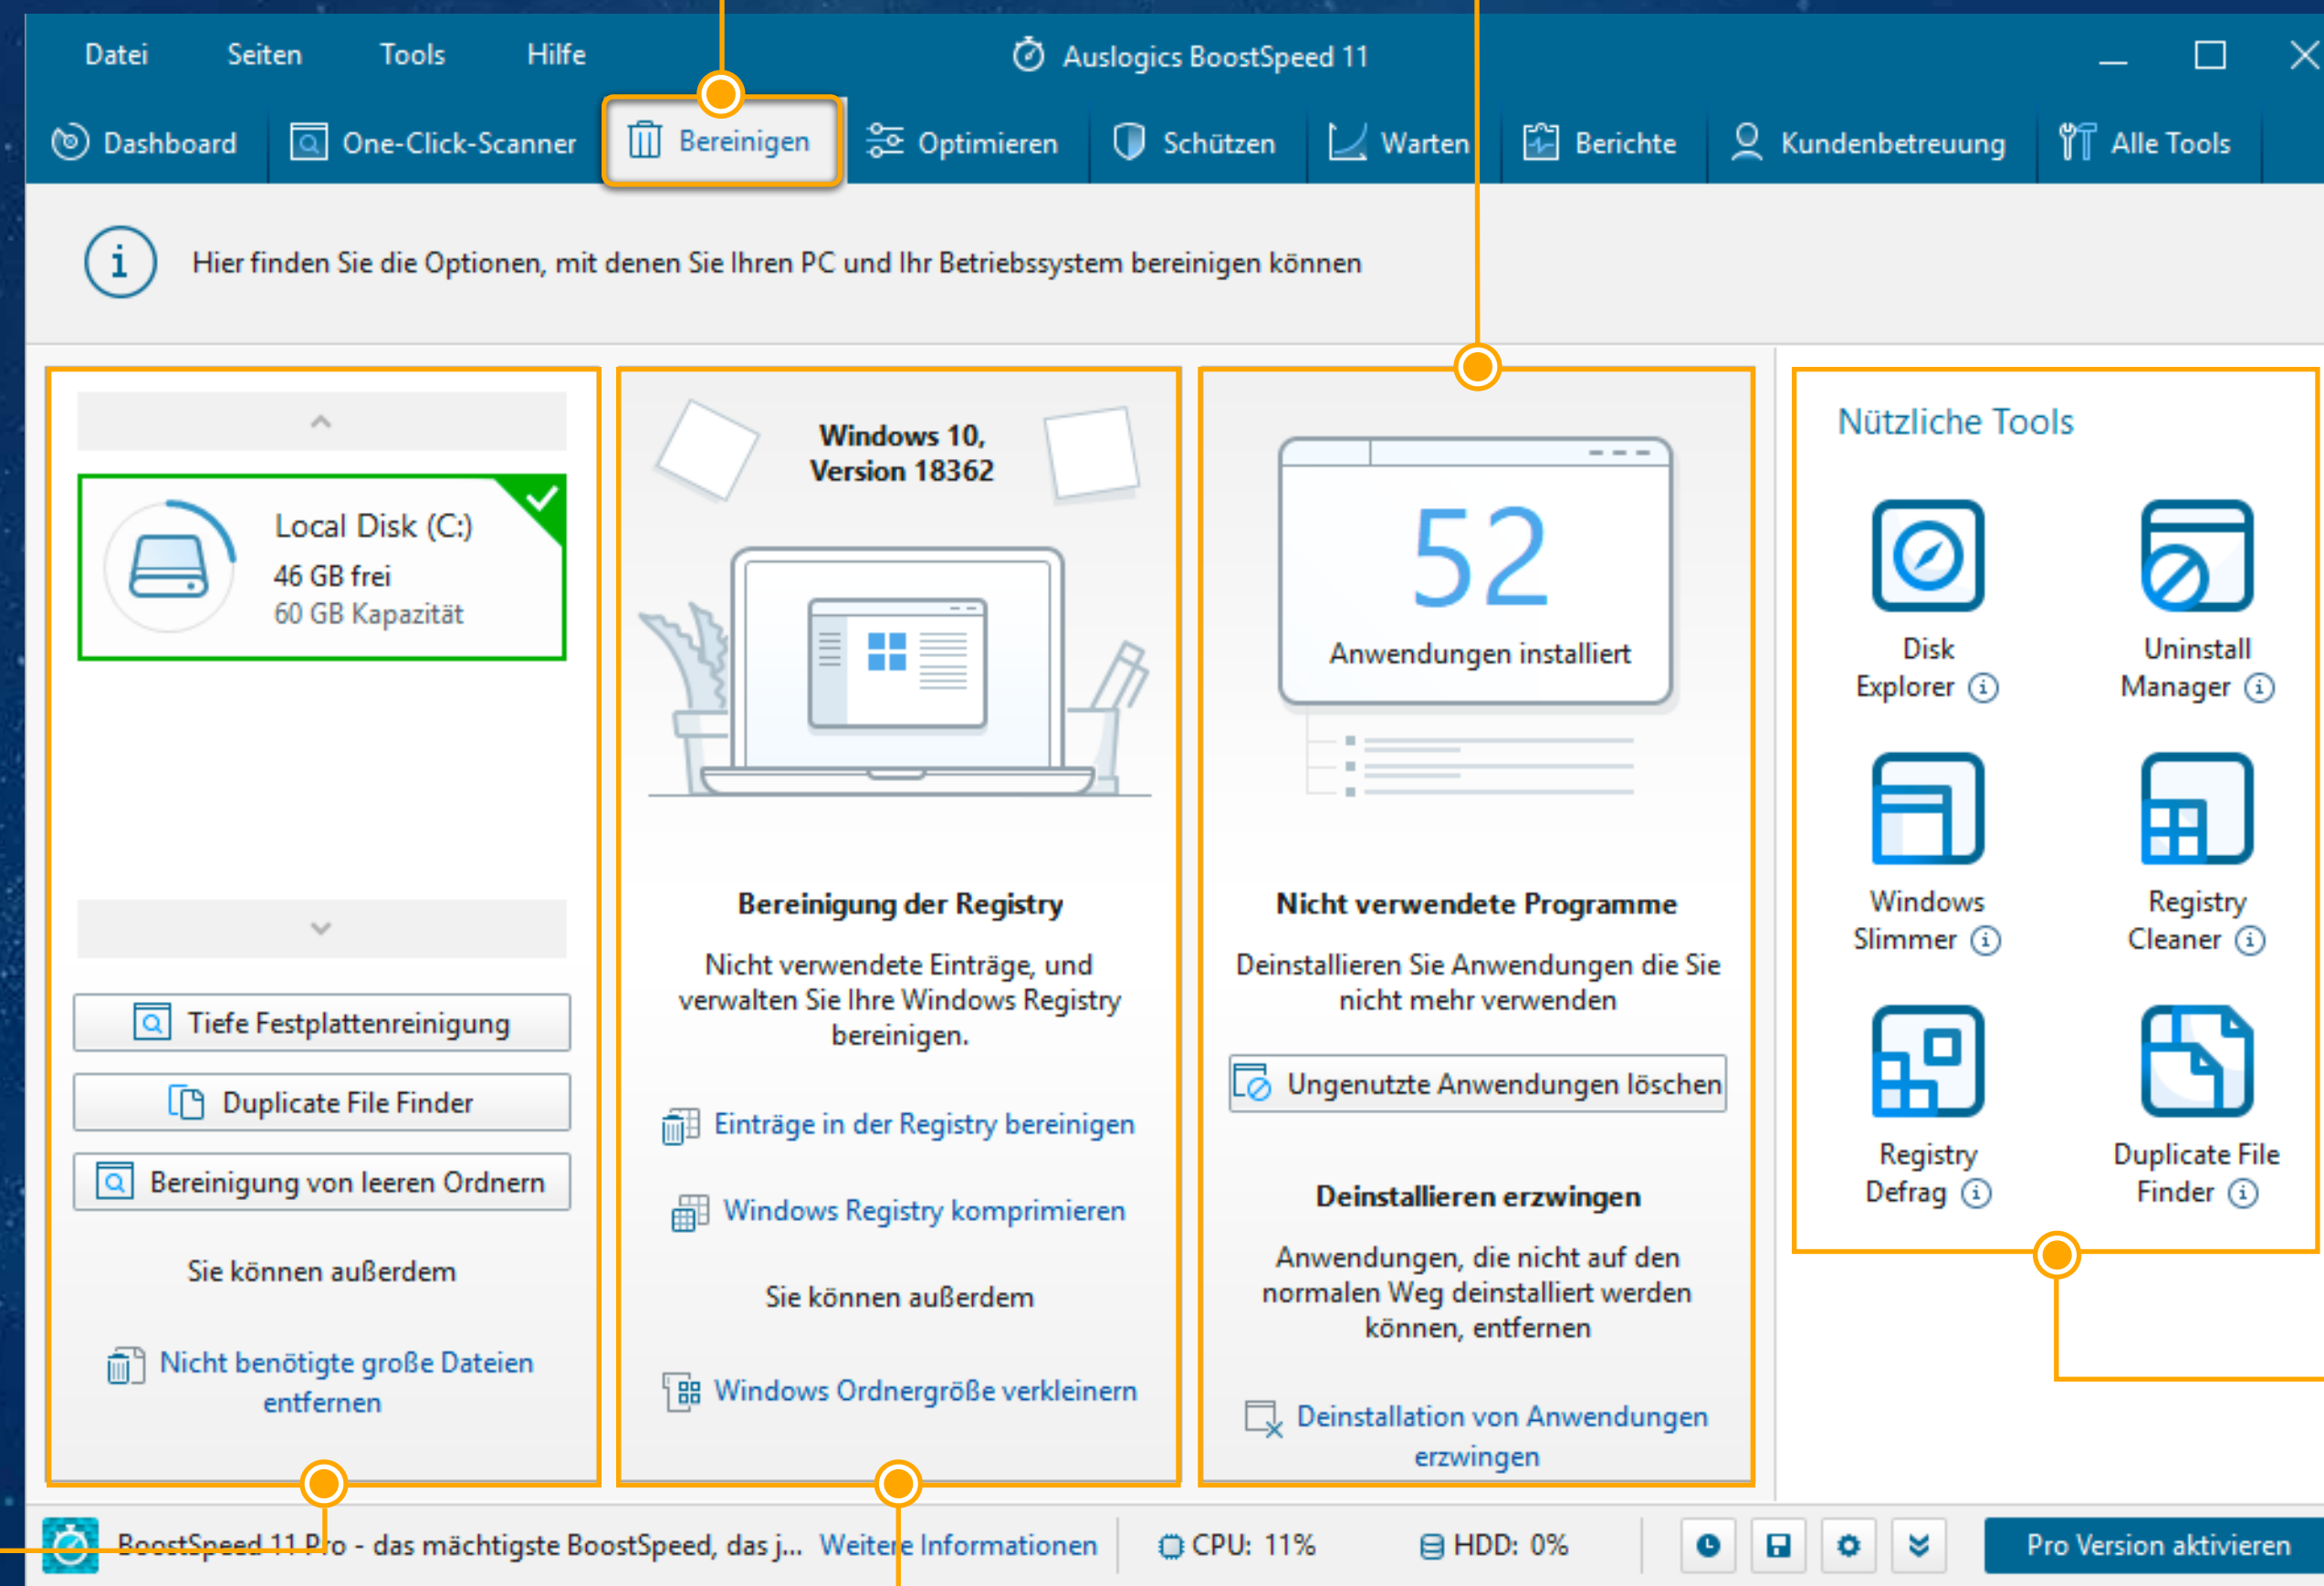 Datei Seiten Tools Hilfe
Auslogics BoostSpeed 11
Dashboard One-Click-Scanner Bereinigen Optimieren Schützen Warten Berichte Kundenbetreuung Alle Tools
Hier finden Sie die Optionen, mit denen Sie Ihren PC und Ihr Betriebssystem bereinigen können
Local Disk (C:)
46 GB frei
60 GB Kapazität
Tiefe Festplattenreinigung
Duplicate File Finder
Bereinigung von leeren Ordnern
Sie können außerdem
Nicht benötigte große Dateien
entfernen
Windows 10,
Version 18362
Bereinigung der Registry
Nicht verwendete Einträge, und
verwalten Sie Ihre Windows Registry
bereinigen.
Einträge in der Registry bereinigen
Windows Registry komprimieren
Sie können außerdem
Windows Ordnergröße verkleinern
52
Anwendungen installiert
Nicht verwendete Programme
Deinstallieren Sie Anwendungen die Sie
nicht mehr verwenden
Ungenutzte Anwendungen löschen
Deinstallieren erzwingen
Anwendungen, die nicht auf den
normalen Weg deinstalliert werden
können, entfernen
Deinstallation von Anwendungen
erzwingen
Nützliche Tools
Disk
Explorer
Uninstall
Manager
Windows
Slimmer
Registry
Cleaner
Registry
Defrag
Duplicate File
Finder
BoostSpeed 11 Pro - das mächtigste BoostSpeed, das j... Weitere Informationen
CPU: 11%
HDD: 0%
Pro Version aktivieren